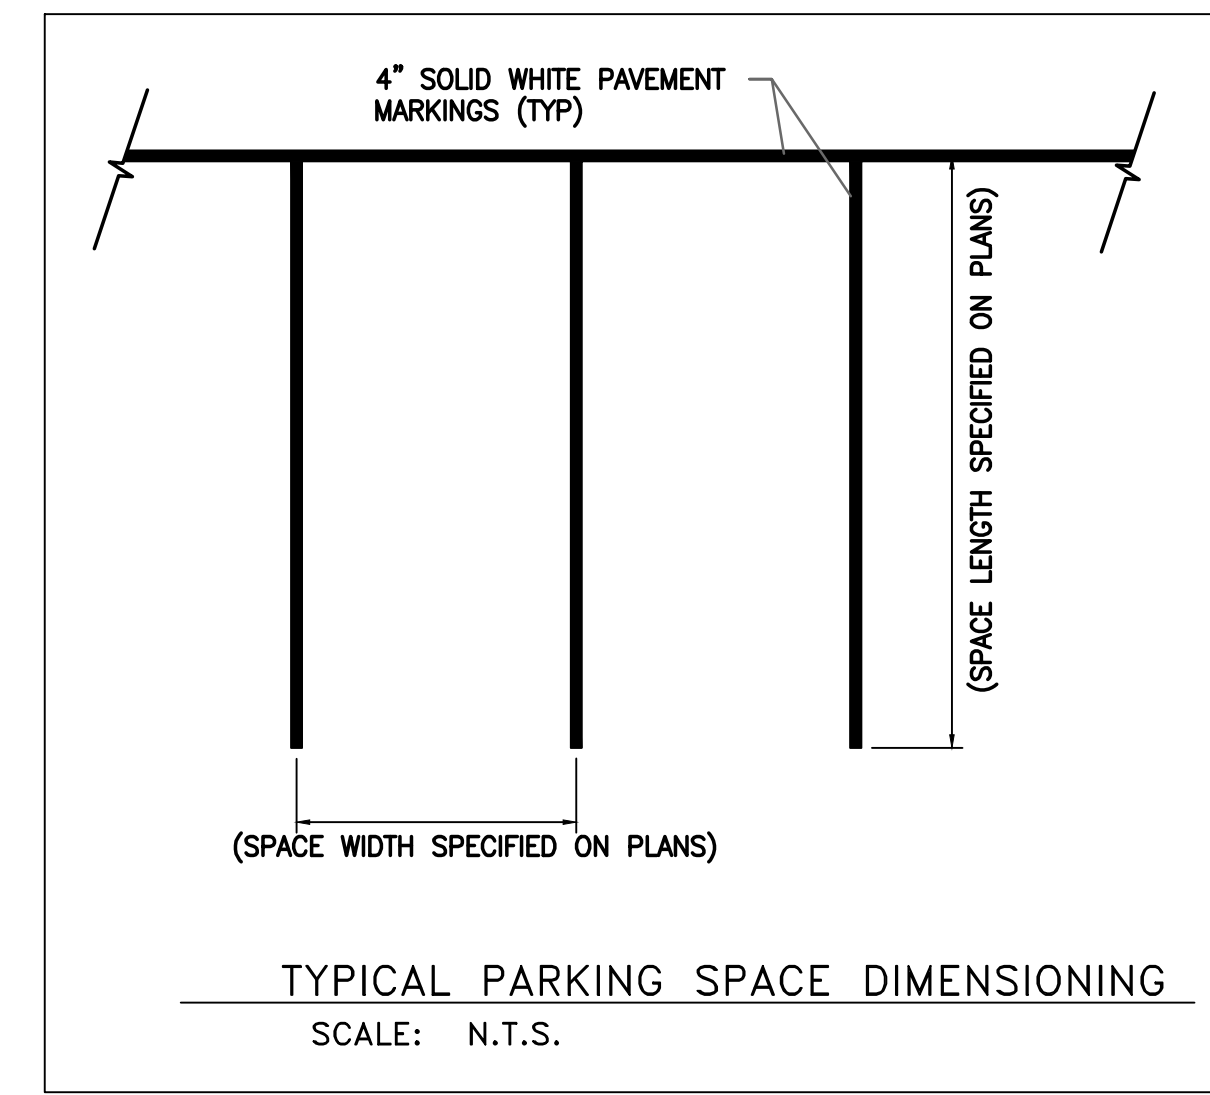 4” SOLID WHITE PAVEMENT
MARKINGS (TYP)
(SPACE LENGTH SPECIFIED ON PLANS)
(SPACE WIDTH SPECIFIED ON PLANS)
TYPICAL PARKING SPACE DIMENSIONING
SCALE: N.T.S.